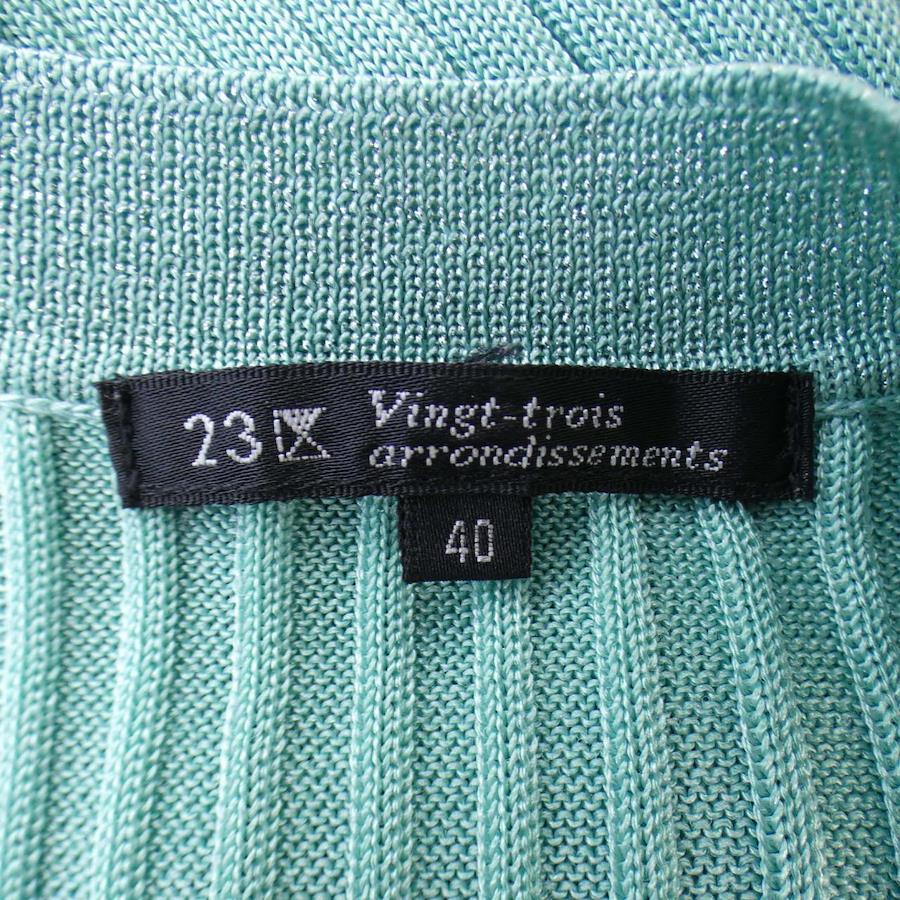 23
Vingt-trois
arrondissements
40